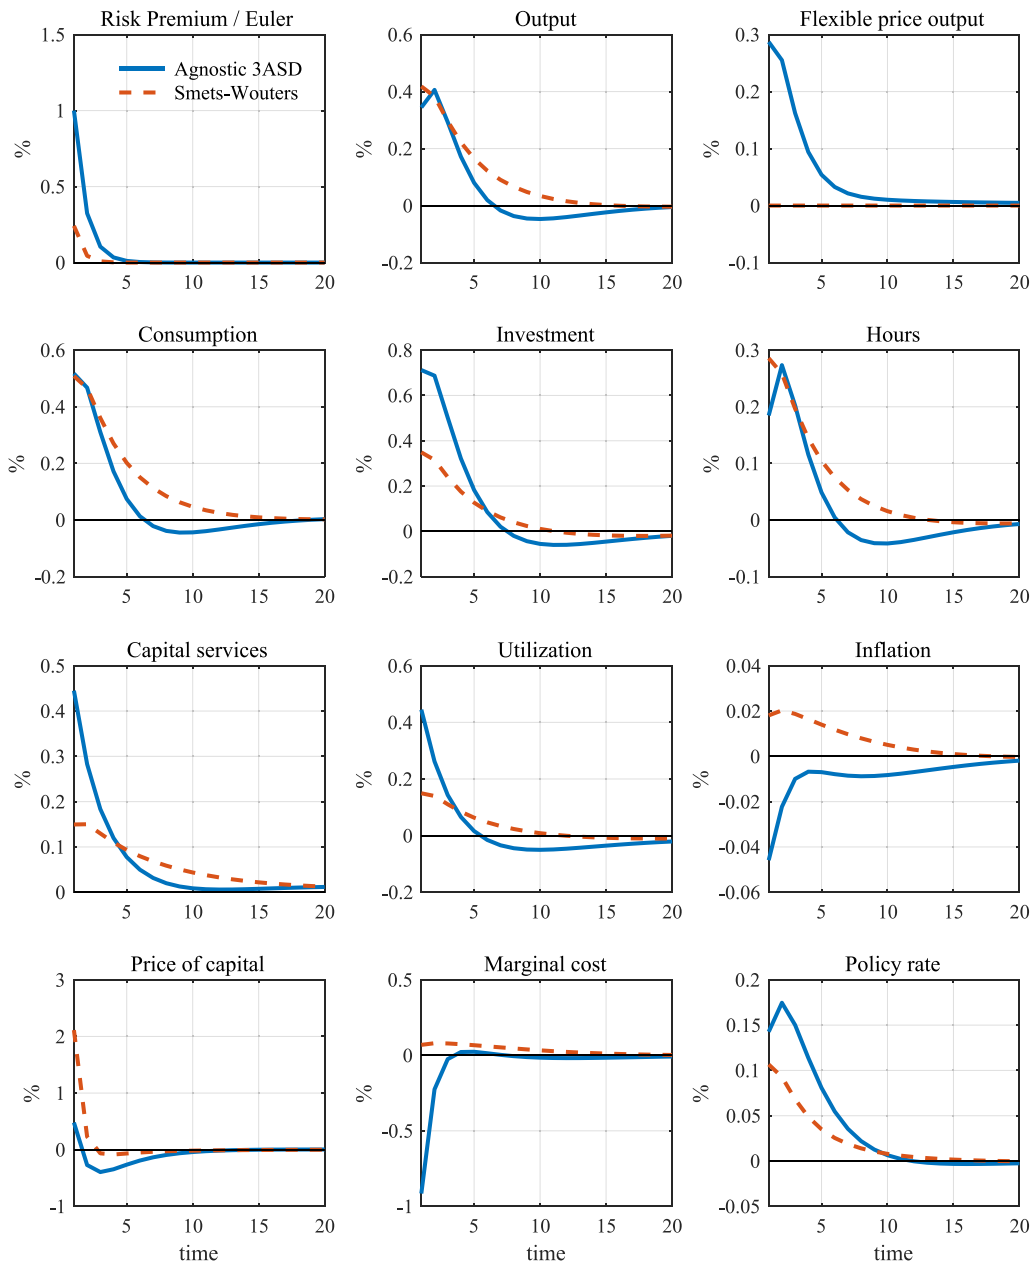 Risk Premium / Euler
1.5
1
0.5
0
%
5 10 15 20
Agnostic 3ASD
Smets-Wouters
Output
0.6
0.4
0.2
0
-0.2
%
5 10 15 20
Flexible price output
0.3
0.2
0.1
0
-0.1
%
5 10 15 20
Consumption
0.6
0.4
0.2
0
-0.2
%
5 10 15 20
Investment
0.8
0.6
0.4
0.2
0
-0.2
%
5 10 15 20
Hours
0.3
0.2
0.1
0
-0.1
%
5 10 15 20
Capital services
0.5
0.4
0.3
0.2
0.1
0
%
5 10 15 20
Utilization
0.6
0.4
0.2
0
-0.2
%
5 10 15 20
Inflation
0.04
0.02
0
-0.02
-0.04
-0.06
%
5 10 15 20
Price of capital
3
2
1
0
-1
%
5 10 15 20
time
Marginal cost
0.5
0
-0.5
-1
%
5 10 15 20
time
Policy rate
0.2
0.15
0.1
0.05
0
-0.05
%
5 10 15 20
time